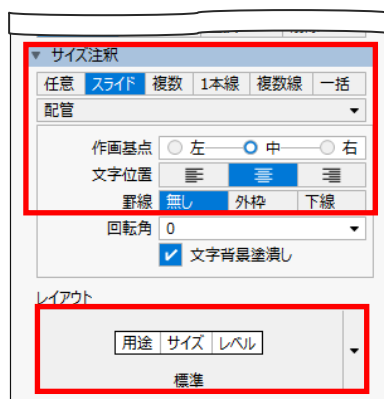 サイズ注釈
任意 スライド 複数 1本線 複数線 一括
配管
作画基点 左 中 右
文字位置
罫線 無し 外枠 下線
回転角 0
文字背景塗潰し
レイアウト
用途 サイズ レベル
標準